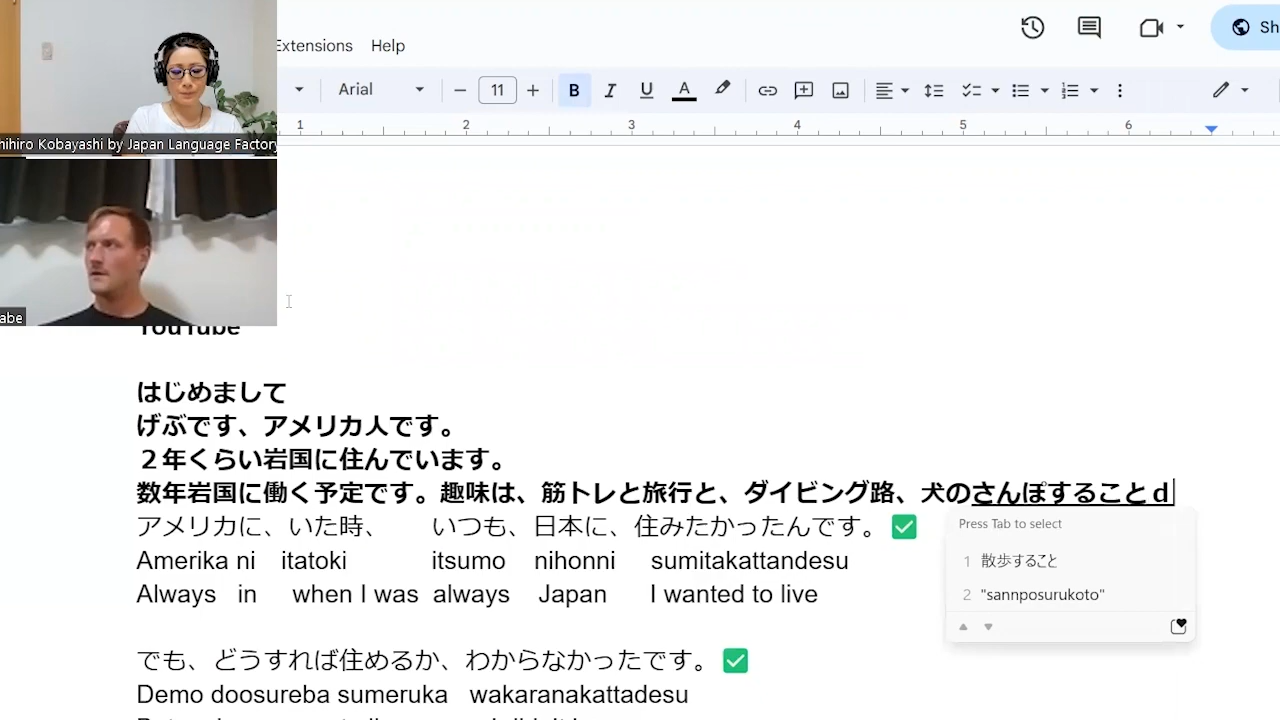 Extensions Help
Sh
Arial 11 B I U A
1 2 3 4 5 6
hihiro Kobayashi by Japan Language Factory
abe
YouTube
はじめまして
げぶです、アメリカ人です。
２年くらい岩国に住んでいます。
数年岩国に働く予定です。趣味は、筋トレと旅行と、ダイビング路、犬のさんぽすることｄ
アメリカに、いた時、 いつも、日本に、住みたかったんです。✅
Press Tab to select
1 散歩すること
2 "sannposurukoto"
Amerika ni itatoki itsumo nihonni sumitakattandesu
Always in when I was always Japan I wanted to live
でも、どうすれば住めるか、わからなかったです。✅
Demo doosureba sumeruka wakaranakattadesu